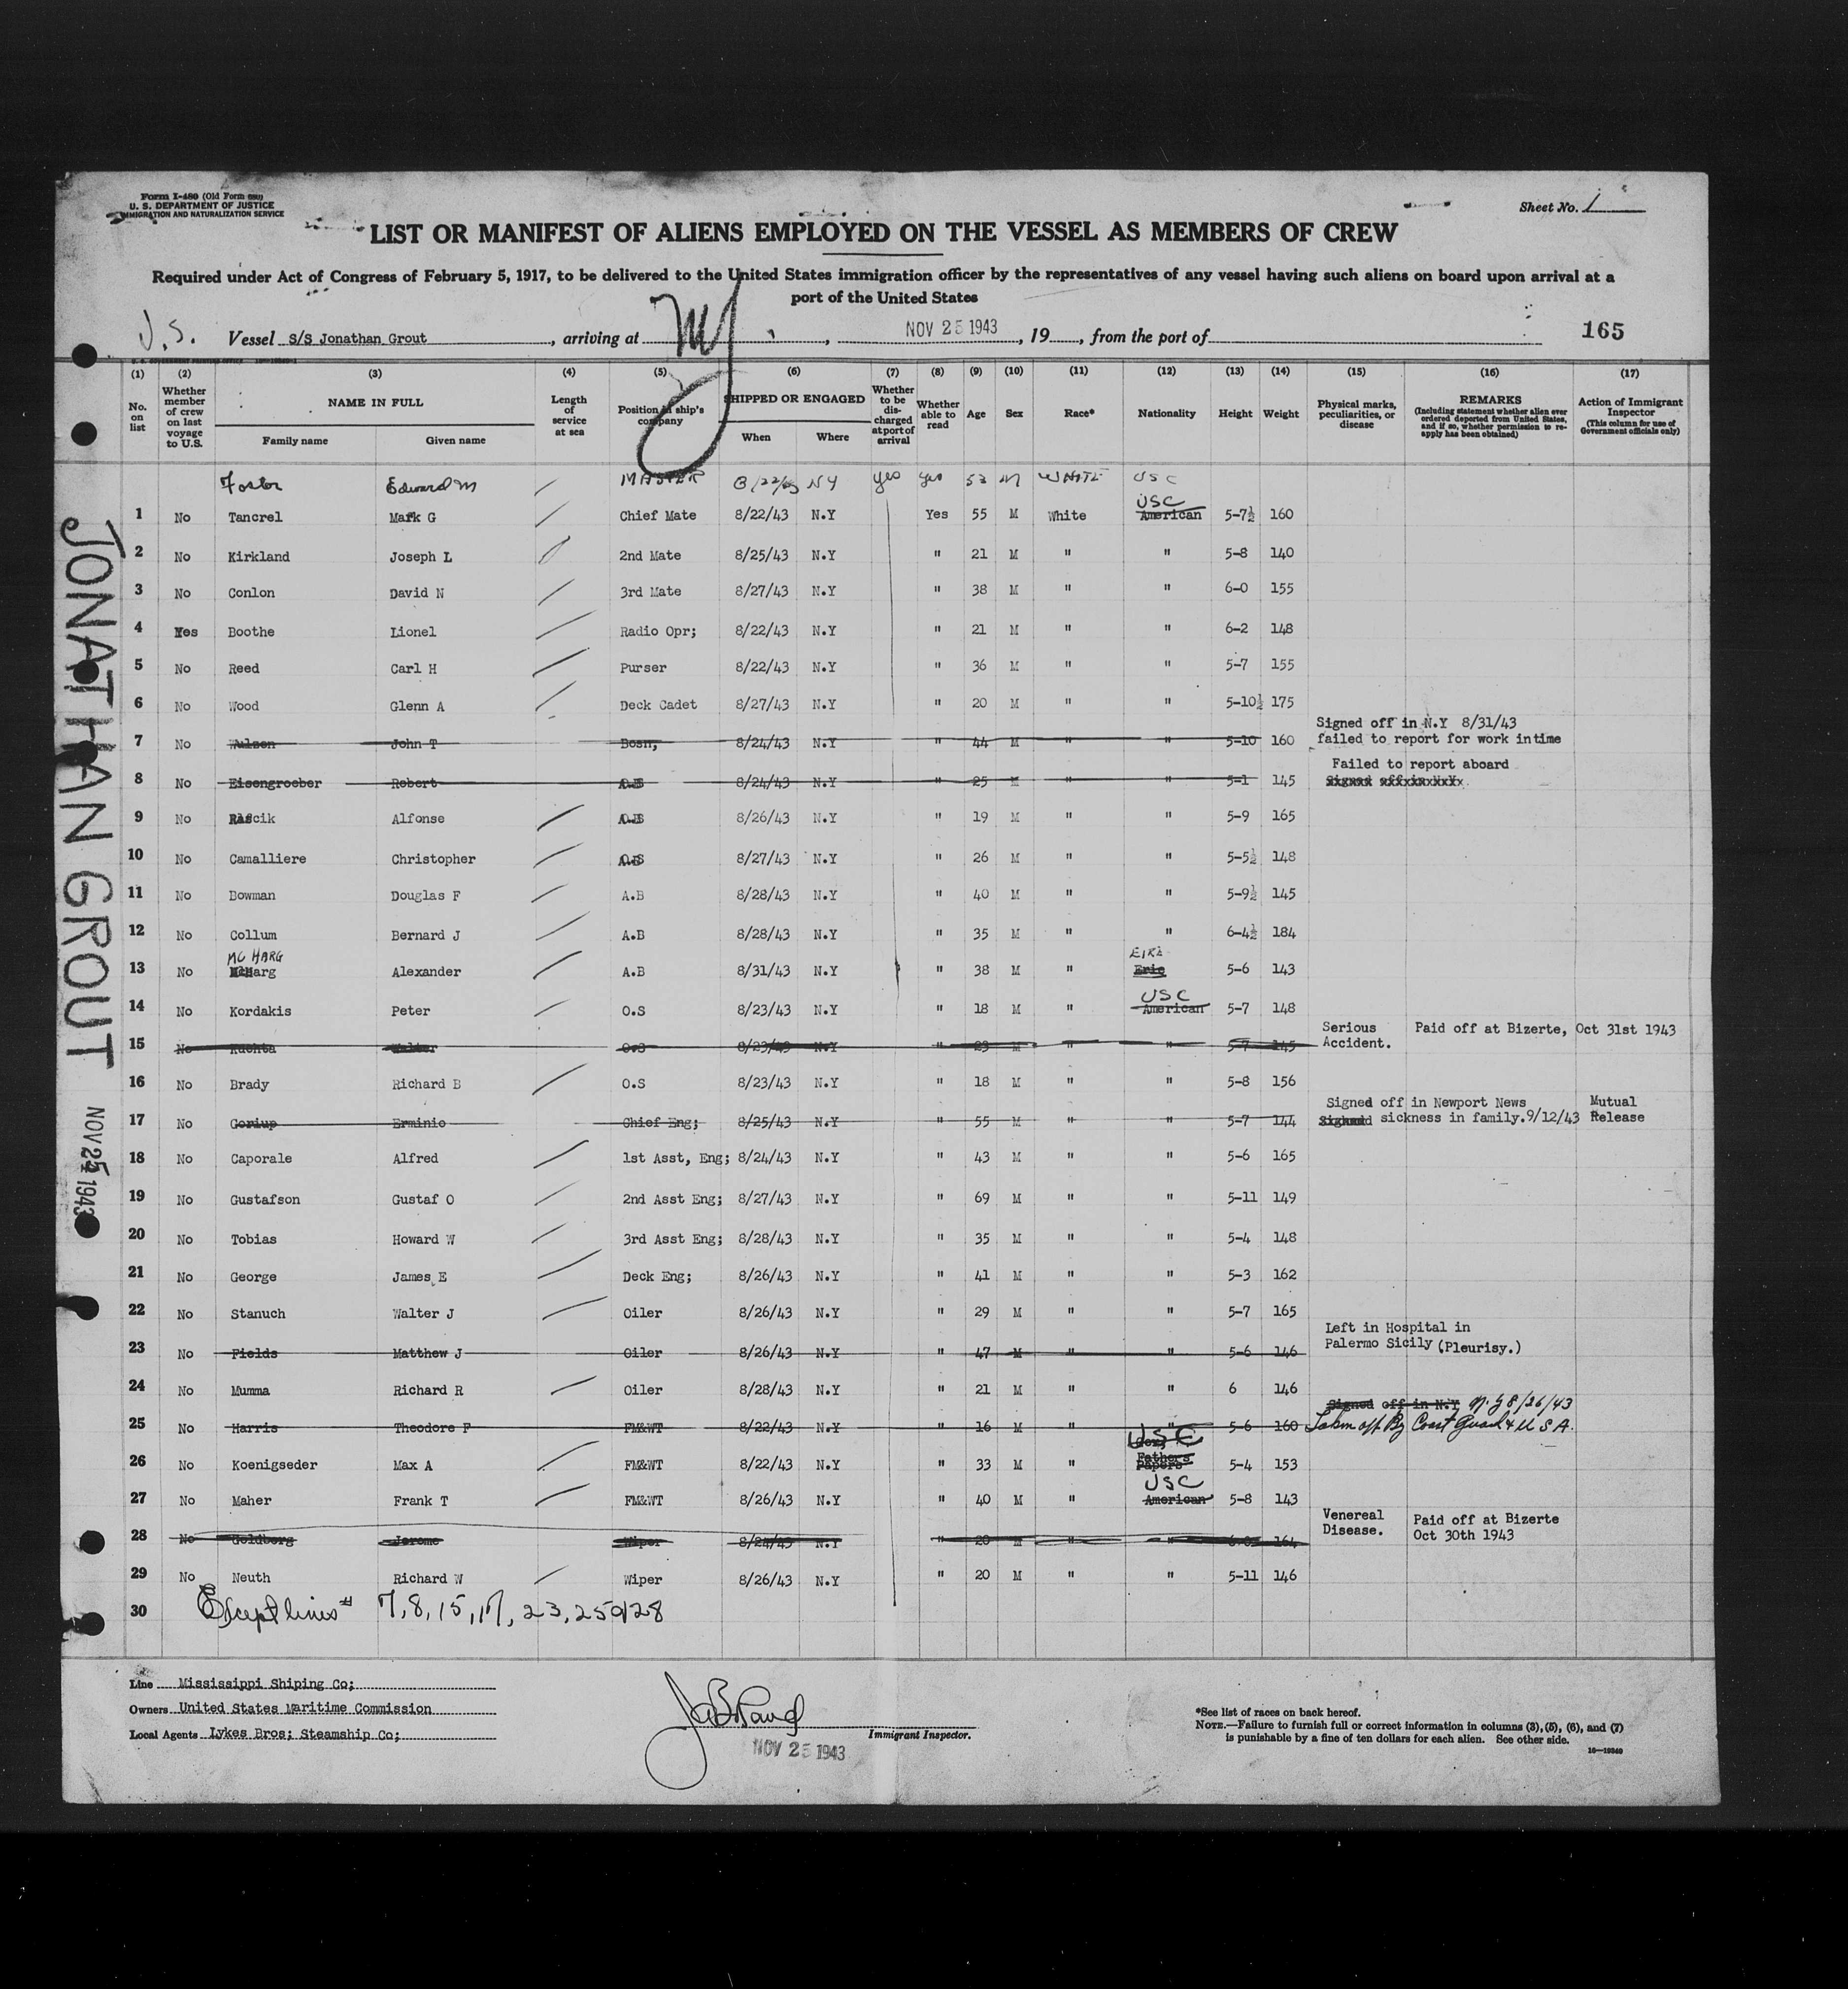 Form I-480 (Old Form 680)
U. S. DEPARTMENT OF JUSTICE
IMMIGRATION AND NATURALIZATION SERVICE
Sheet No. 1
LIST OR MANIFEST OF ALIENS EMPLOYED ON THE VESSEL AS MEMBERS OF CREW
Required under Act of Congress of February 5, 1917, to be delivered to the United States immigration officer by the representatives of any vessel having such aliens on board upon arrival at a
port of the United States
Vessel S/S Jonathan Grout, arriving at NY, NOV 25 1943, 19, from the port of 165
(1) (2) (3) (4) (5) (6) (7) (8) (9) (10) (11) (12) (13) (14) (15) (16) (17)
No. on list Whether member of crew on last voyage to U.S. NAME IN FULL Family name Given name Length of service at sea Position in ship's company SHIPPED OR ENGAGED When Where Whether to be discharged at port of arrival Whether able to read Age Sex Race* Nationality Height Weight Physical marks, peculiarities, or disease REMARKS (Including statement whether alien ever ordered deported from United States, and if so, whether permission to re-apply has been obtained) Action of Immigrant Inspector (This column for use of Government officials only)
Foster Edward M MASTER 8/22/43 NY yes yes 53 M WHITE USC
1 No Tancrel Mark G Chief Mate 8/22/43 N.Y Yes 55 M White USC American 5-7½ 160
2 No Kirkland Joseph L 2nd Mate 8/25/43 N.Y " 21 M " " 5-8 140
3 No Conlon David N 3rd Mate 8/27/43 N.Y " 38 M " " 6-0 155
4 Yes Boothe Lionel Radio Opr; 8/22/43 N.Y " 21 M " " 6-2 148
5 No Reed Carl H Purser 8/22/43 N.Y " 36 M " " 5-7 155
6 No Wood Glenn A Deck Cadet 8/27/43 N.Y " 20 M " " 5-10½ 175
7 No John T Bosn; 8/24/43 N.Y " 44 M " " 5-10 160 Signed off in N.Y 8/31/43 failed to report for work in time
8 No Eisengroeber Robert 8/24/43 N.Y " 25 M " " 5-1 145 Failed to report aboard
9 No Alfonse 8/26/43 N.Y " 19 M " " 5-9 165
10 No Camalliere Christopher 8/27/43 N.Y " 26 M " " 5-5½ 148
11 No Bowman Douglas F A.B 8/28/43 N.Y " 40 M " " 5-9½ 145
12 No Collum Bernard J A.B 8/28/43 N.Y " 35 M " " 6-4½ 184
13 No MC HARG Alexander A.B 8/31/43 N.Y " 38 M " EIRE 5-6 143
14 No Kordakis Peter O.S 8/23/43 N.Y " 18 M " USC American 5-7 148
15 No Kuchta Walter O.S 8/23/43 N.Y " 23 M " " 5-7 145 Serious Accident. Paid off at Bizerte, Oct 31st 1943
16 No Brady Richard B O.S 8/23/43 N.Y " 18 M " " 5-8 156
17 No Goriup Erminio Chief Eng; 8/25/43 N.Y " 55 M " " 5-7 144 Signed off in Newport News sickness in family. 9/12/43 Mutual Release
18 No Caporale Alfred 1st Asst, Eng; 8/24/43 N.Y " 43 M " " 5-6 165
19 No Gustafson Gustaf O 2nd Asst Eng; 8/27/43 N.Y " 69 M " " 5-11 149
20 No Tobias Howard W 3rd Asst Eng; 8/28/43 N.Y " 35 M " " 5-4 148
21 No George James E Deck Eng; 8/26/43 N.Y " 41 M " " 5-3 162
22 No Stanuch Walter J Oiler 8/26/43 N.Y " 29 M " " 5-7 165
23 No Fields Matthew J Oiler 8/26/43 N.Y " 47 M " " 5-6 146 Left in Hospital in Palermo Sicily (Pleurisy.)
24 No Mumma Richard R Oiler 8/28/43 N.Y " 21 M " " 6 146
25 No Harris Theodore F FM&WT 8/22/43 N.Y " 16 M " " 5-6 160 Signed off in N.Y N.Y 8/26/43 Taken off By Coast Guard & U S A.
26 No Koenigseder Max A FM&WT 8/22/43 N.Y " 33 M " USC Fathers Papers 5-4 153
27 No Maher Frank T FM&WT 8/26/43 N.Y " 40 M " USC American 5-8 143
28 No Goldberg Jerome Wiper 8/24/43 N.Y " 20 M " " 164 Venereal Disease. Paid off at Bizerte Oct 30th 1943
29 No Neuth Richard W Wiper 8/26/43 N.Y " 20 M " " 5-11 146
30 Except lines # 7, 8, 15, 17, 23, 25 & 28
Line Mississippi Shiping Co;
Owners United States Maritime Commission
Local Agents Lykes Bros; Steamship Co;
Immigrant Inspector.
NOV 25 1943
*See list of races on back hereof.
NOTE.—Failure to furnish full or correct information in columns (3), (5), (6), and (7)
is punishable by a fine of ten dollars for each alien. See other side.
JONATHAN GROUT NOV 25 1943